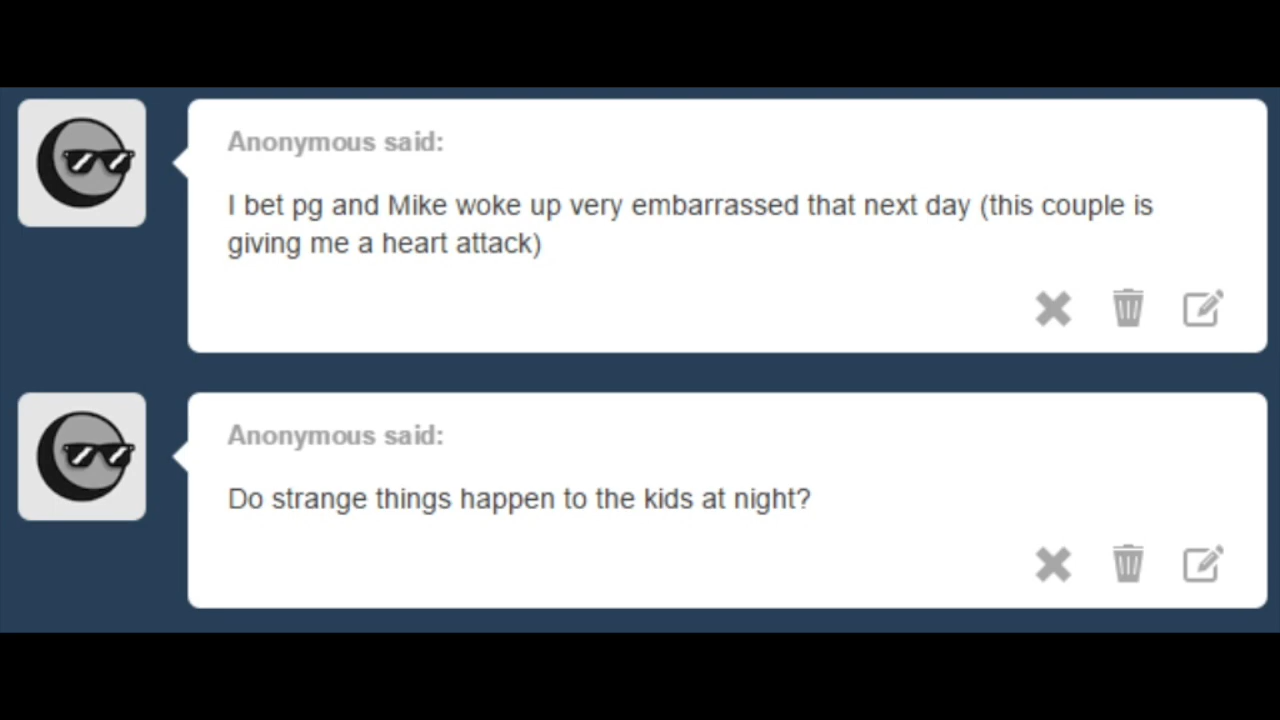 Anonymous said:
I bet pg and Mike woke up very embarrassed that next day (this couple is
giving me a heart attack)
Anonymous said:
Do strange things happen to the kids at night?